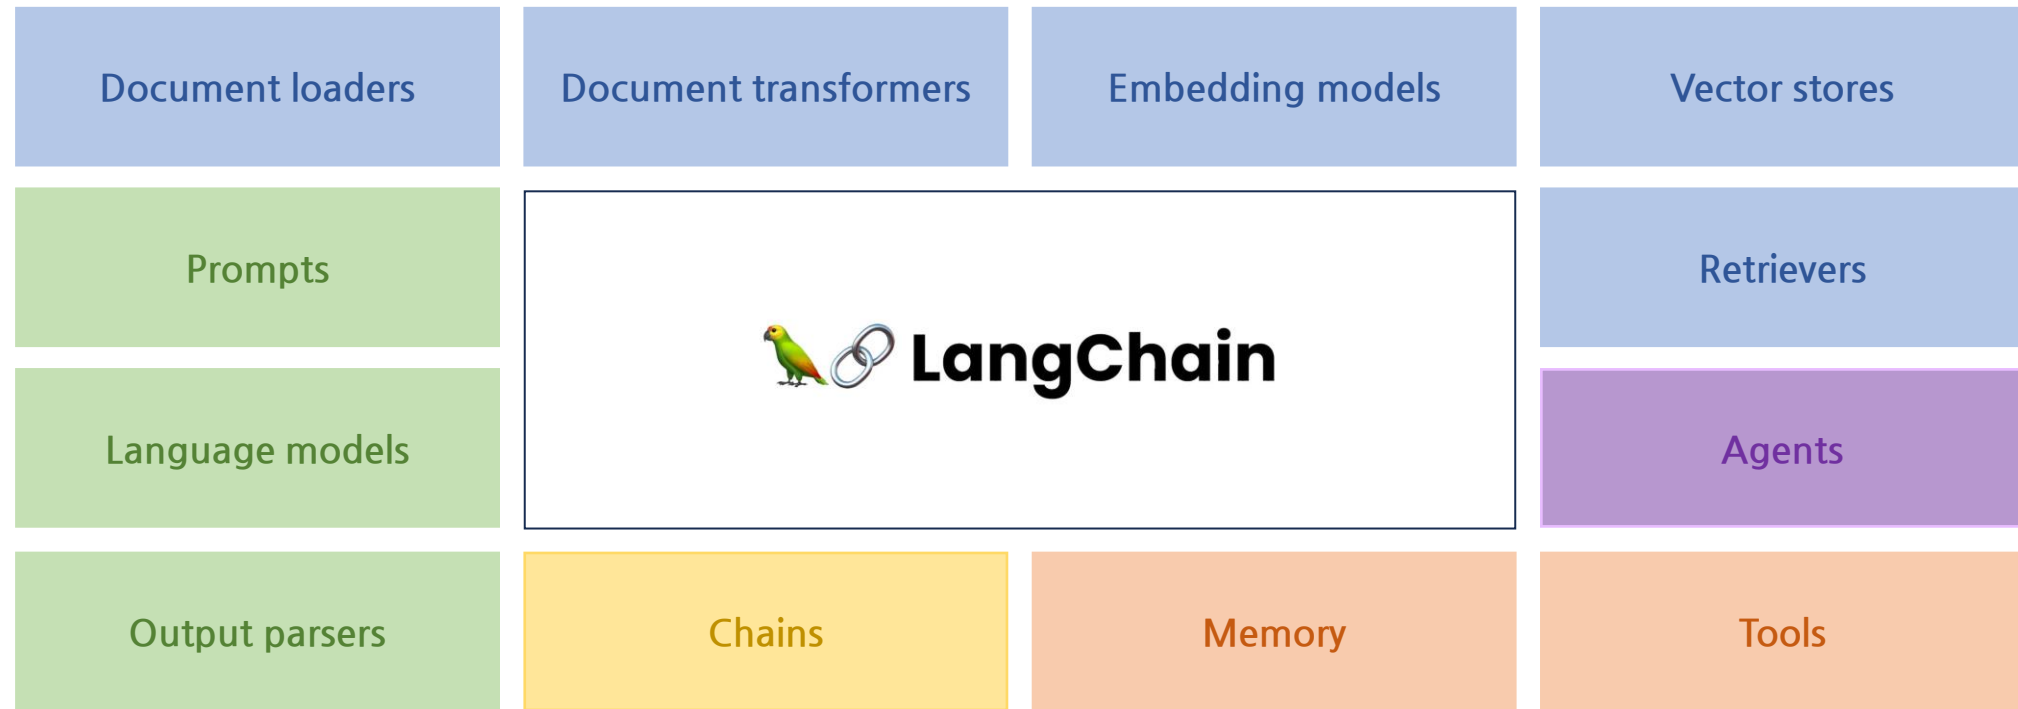 Document loaders
Document transformers
Embedding models
Vector stores
Prompts
LangChain
Retrievers
Language models
Agents
Output parsers
Chains
Memory
Tools